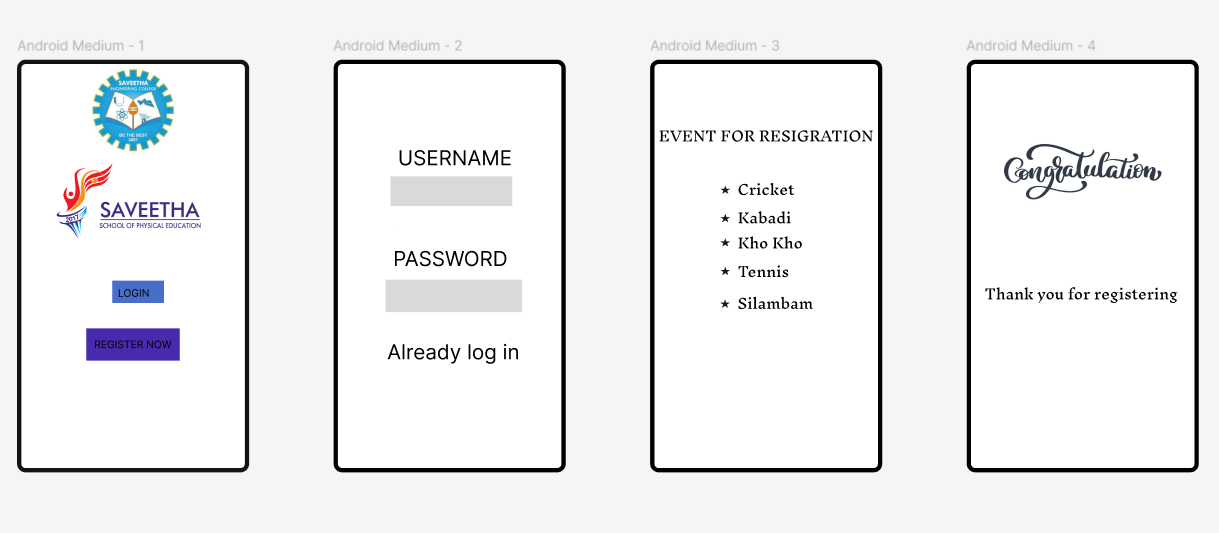 Android Medium - 1
SAVEETHA
ENGINEERING COLLEGE
BE THE BEST
2001
2017
SAVEETHA
SCHOOL OF PHYSICAL EDUCATION
LOGIN
REGISTER NOW
Android Medium - 2
USERNAME
PASSWORD
Already log in
Android Medium - 3
EVENT FOR RESIGRATION
★ Cricket
★ Kabadi
★ Kho Kho
★ Tennis
★ Silambam
Android Medium - 4
Congratulation
Thank you for registering